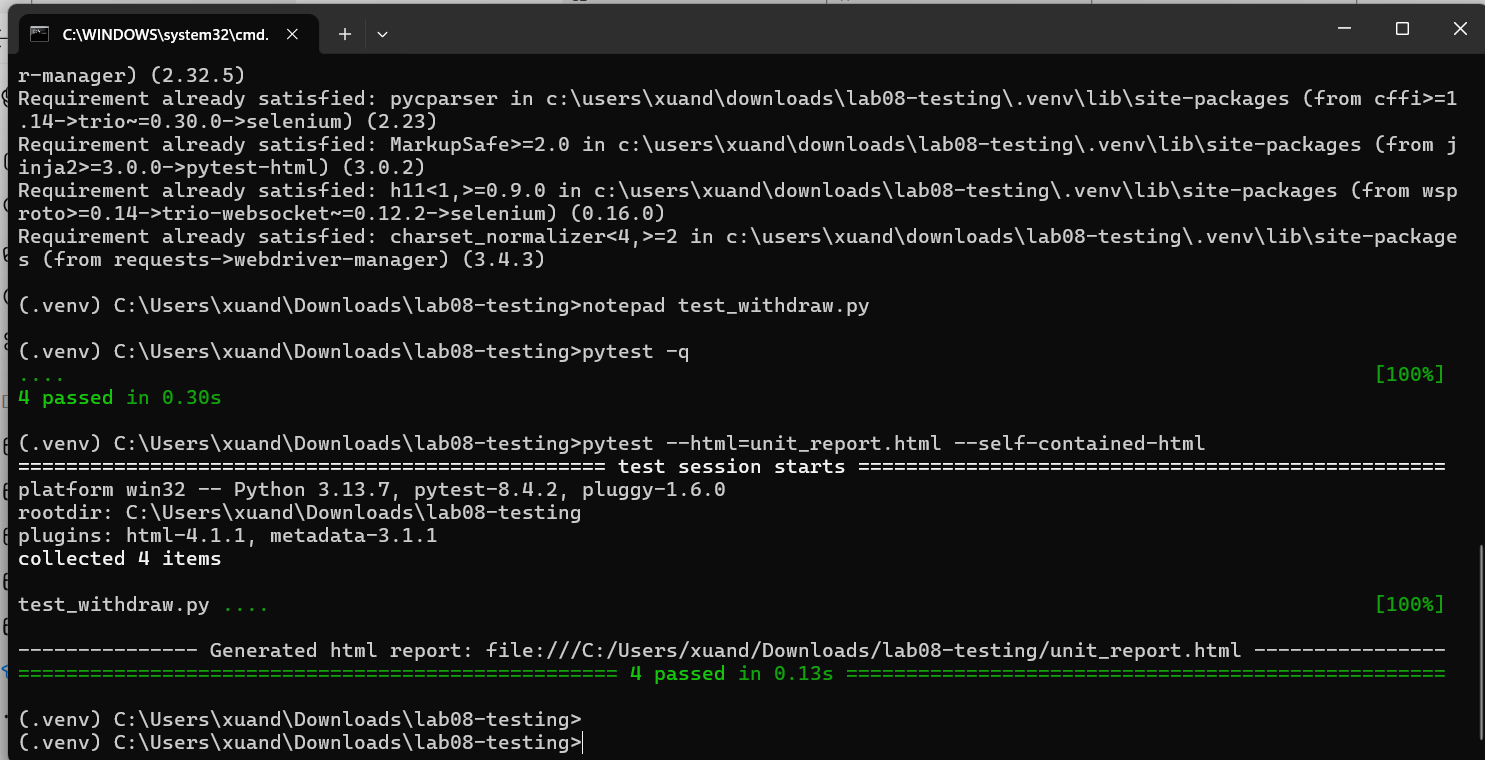 C:\WINDOWS\system32\cmd.
r-manager) (2.32.5)
Requirement already satisfied: pycparser in c:\users\xuand\downloads\lab08-testing\.venv\lib\site-packages (from cffi>=1
.14->trio~=0.30.0->selenium) (2.23)
Requirement already satisfied: MarkupSafe>=2.0 in c:\users\xuand\downloads\lab08-testing\.venv\lib\site-packages (from j
inja2>=3.0.0->pytest-html) (3.0.2)
Requirement already satisfied: h11<1,>=0.9.0 in c:\users\xuand\downloads\lab08-testing\.venv\lib\site-packages (from wsp
roto>=0.14->trio-websocket~=0.12.2->selenium) (0.16.0)
Requirement already satisfied: charset_normalizer<4,>=2 in c:\users\xuand\downloads\lab08-testing\.venv\lib\site-package
s (from requests->webdriver-manager) (3.4.3)
(.venv) C:\Users\xuand\Downloads\lab08-testing>notepad test_withdraw.py
(.venv) C:\Users\xuand\Downloads\lab08-testing>pytest -q
.... [100%]
4 passed in 0.30s
(.venv) C:\Users\xuand\Downloads\lab08-testing>pytest --html=unit_report.html --self-contained-html
================================================= test session starts =================================================
platform win32 -- Python 3.13.7, pytest-8.4.2, pluggy-1.6.0
rootdir: C:\Users\xuand\Downloads\lab08-testing
plugins: html-4.1.1, metadata-3.1.1
collected 4 items
test_withdraw.py .... [100%]
--------------- Generated html report: file:///C:/Users/xuand/Downloads/lab08-testing/unit_report.html ----------------
================================================== 4 passed in 0.13s ==================================================
(.venv) C:\Users\xuand\Downloads\lab08-testing>
(.venv) C:\Users\xuand\Downloads\lab08-testing>